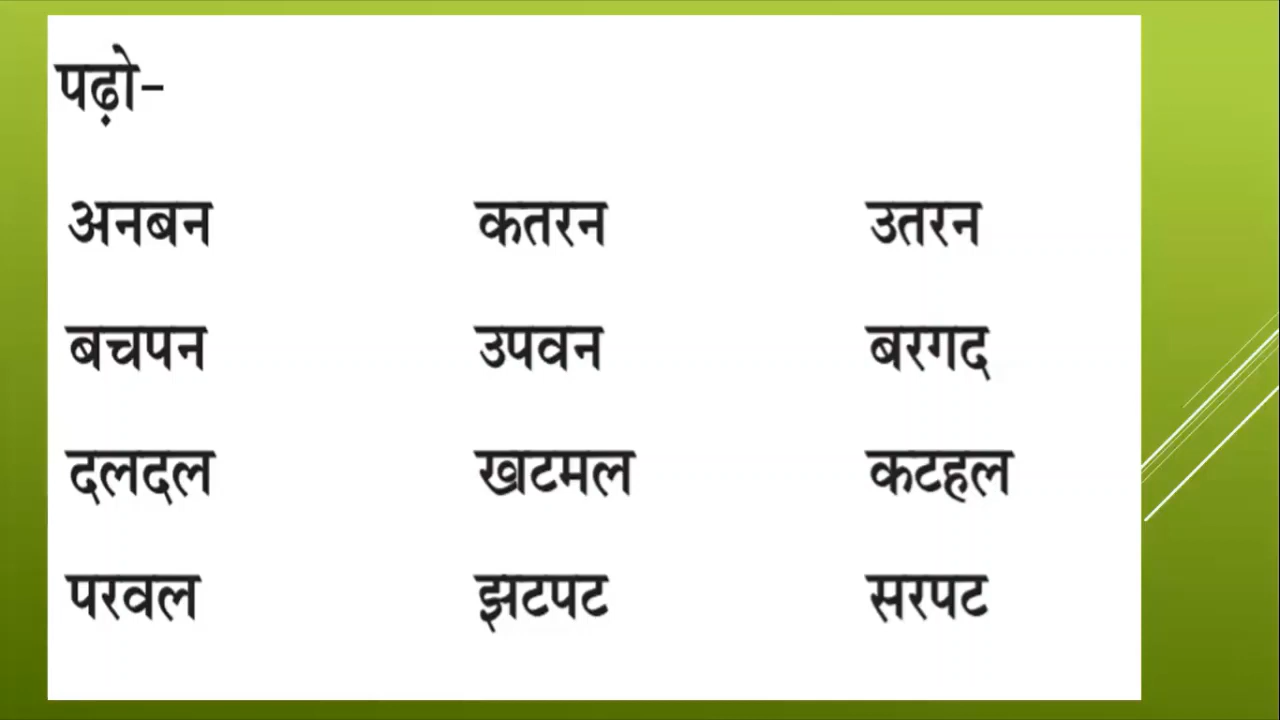 पढ़ो-
अनबन कतरन उतरन
बचपन उपवन बरगद
दलदल खटमल कटहल
परवल झटपट सरपट